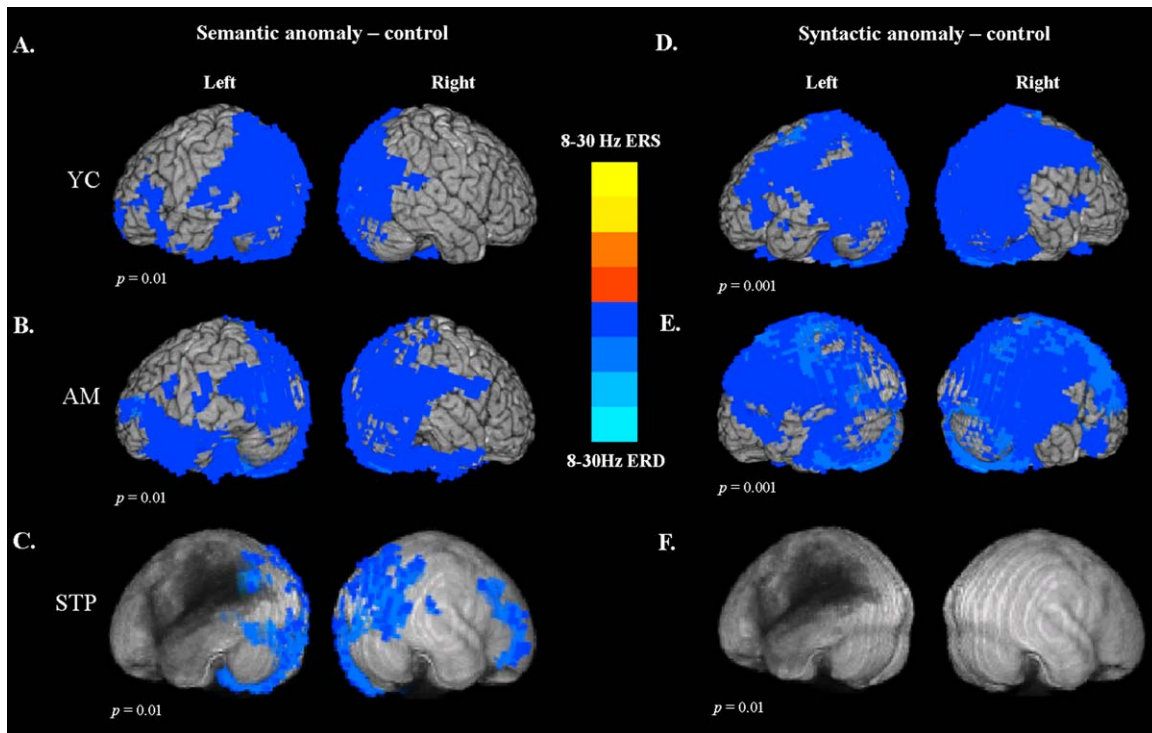 A.
Semantic anomaly – control
Left
Right
YC
p = 0.01
B.
AM
p = 0.01
C.
STP
p = 0.01
8-30 Hz ERS
8-30Hz ERD
D.
Syntactic anomaly – control
Left
Right
p = 0.001
E.
p = 0.001
F.
p = 0.01